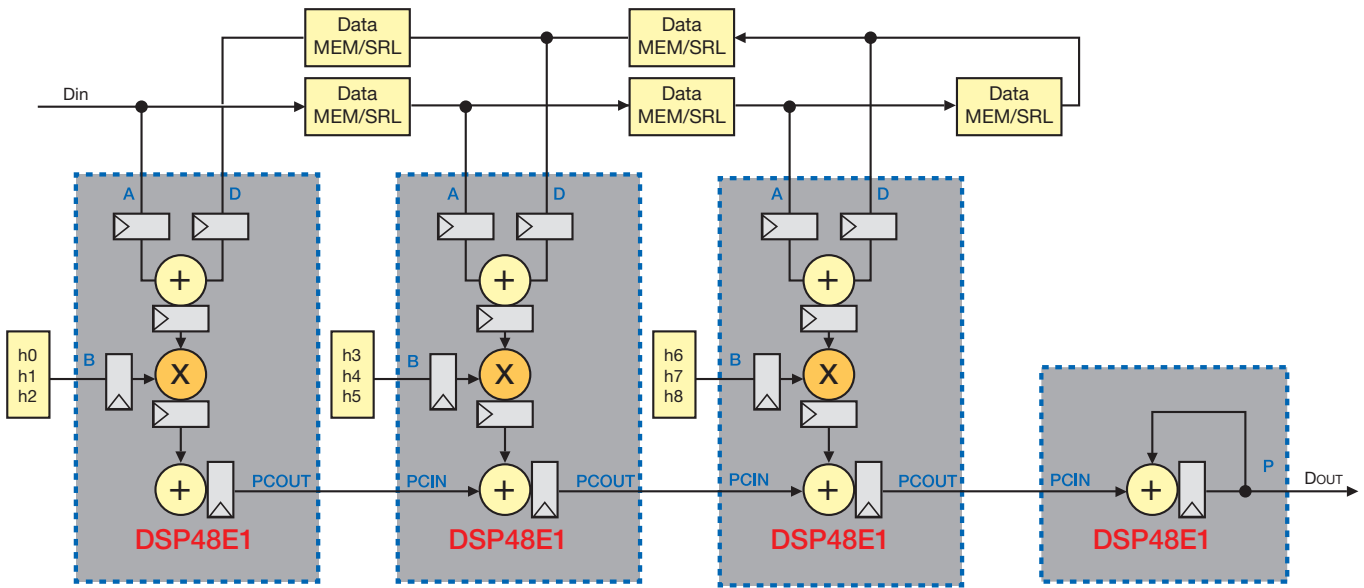 Data
MEM/SRL
Data
MEM/SRL
Din
Data
MEM/SRL
Data
MEM/SRL
Data
MEM/SRL
A
D
A
D
A
D
+
+
+
h0
h1
h2
B
X
h3
h4
h5
B
X
h6
h7
h8
B
X
+
PCOUT
PCIN
+
PCOUT
PCIN
+
PCOUT
PCIN
+
P
DOUT
DSP48E1
DSP48E1
DSP48E1
DSP48E1